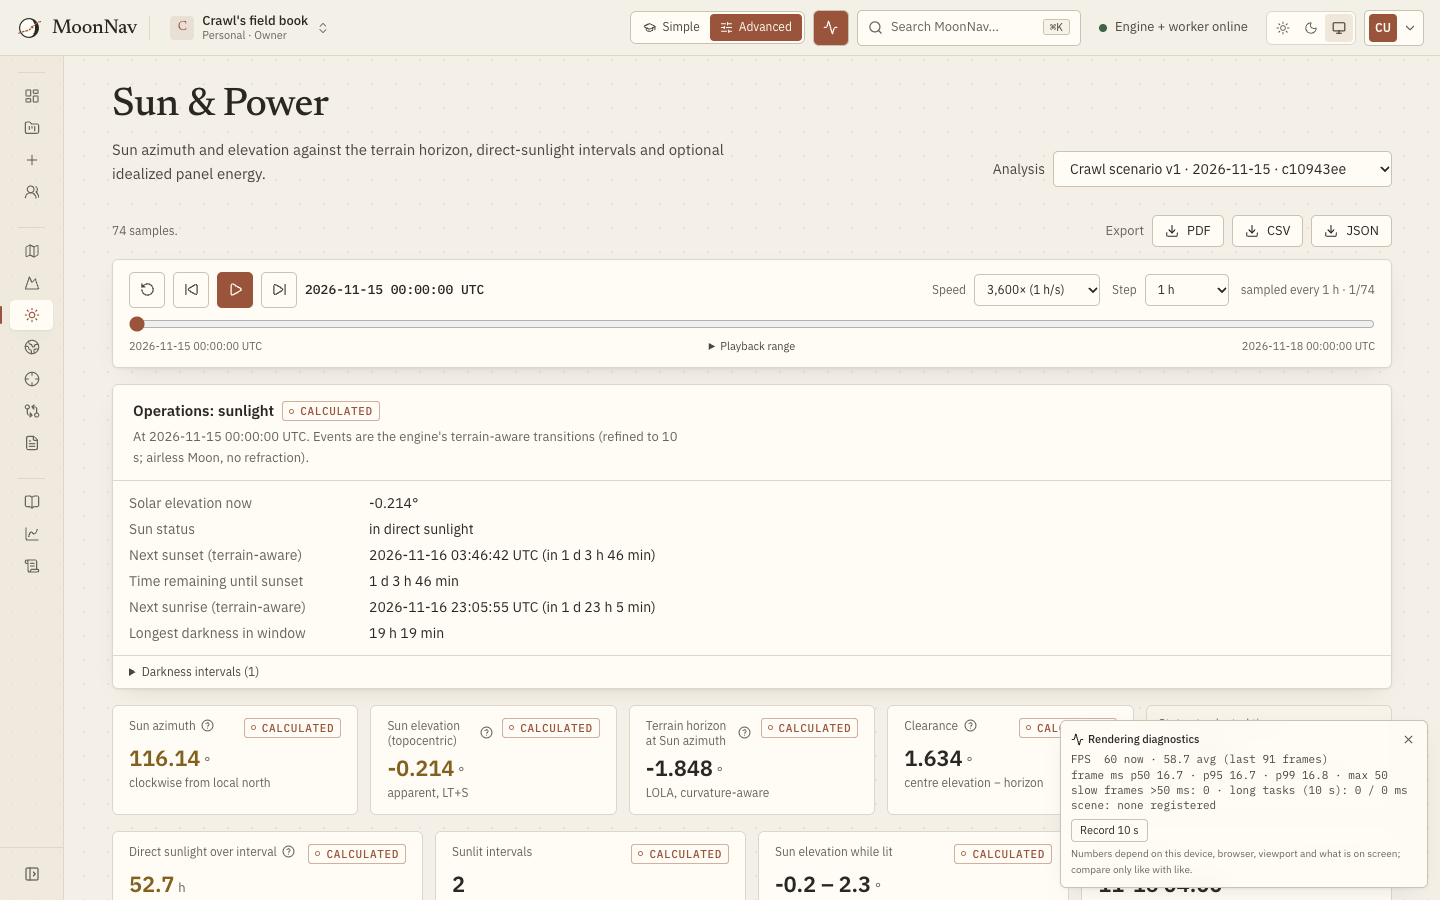 MoonNav
C
Crawl's field book
Personal · Owner
Simple
Advanced
Search MoonNav...
⌘K
Engine + worker online
CU
Sun & Power
Sun azimuth and elevation against the terrain horizon, direct-sunlight intervals and optional
idealized panel energy.
Analysis
Crawl scenario v1 · 2026-11-15 · c10943ee
74 samples.
Export
PDF
CSV
JSON
2026-11-15 00:00:00 UTC
Speed
3,600× (1 h/s)
Step
1 h
sampled every 1 h · 1/74
2026-11-15 00:00:00 UTC
Playback range
2026-11-18 00:00:00 UTC
Operations: sunlight
CALCULATED
At 2026-11-15 00:00:00 UTC. Events are the engine's terrain-aware transitions (refined to 10
s; airless Moon, no refraction).
Solar elevation now -0.214°
Sun status in direct sunlight
Next sunset (terrain-aware) 2026-11-16 03:46:42 UTC (in 1 d 3 h 46 min)
Time remaining until sunset 1 d 3 h 46 min
Next sunrise (terrain-aware) 2026-11-16 23:05:55 UTC (in 1 d 23 h 5 min)
Longest darkness in window 19 h 19 min
Darkness intervals (1)
Sun azimuth
CALCULATED
116.14 °
clockwise from local north
Sun elevation
(topocentric)
CALCULATED
-0.214 °
apparent, LT+S
Terrain horizon
at Sun azimuth
CALCULATED
-1.848 °
LOLA, curvature-aware
Clearance
1.634 °
centre elevation − horizon
Rendering diagnostics
FPS 60 now · 58.7 avg (last 91 frames)
frame ms p50 16.7 · p95 16.7 · p99 16.8 · max 50
slow frames >50 ms: 0 · long tasks (10 s): 0 / 0 ms
scene: none registered
Record 10 s
Numbers depend on this device, browser, viewport and what is on screen;
compare only like with like.
Direct sunlight over interval
CALCULATED
52.7 h
Sunlit intervals
CALCULATED
2
Sun elevation while lit
CALCULATED
-0.2 – 2.3 °